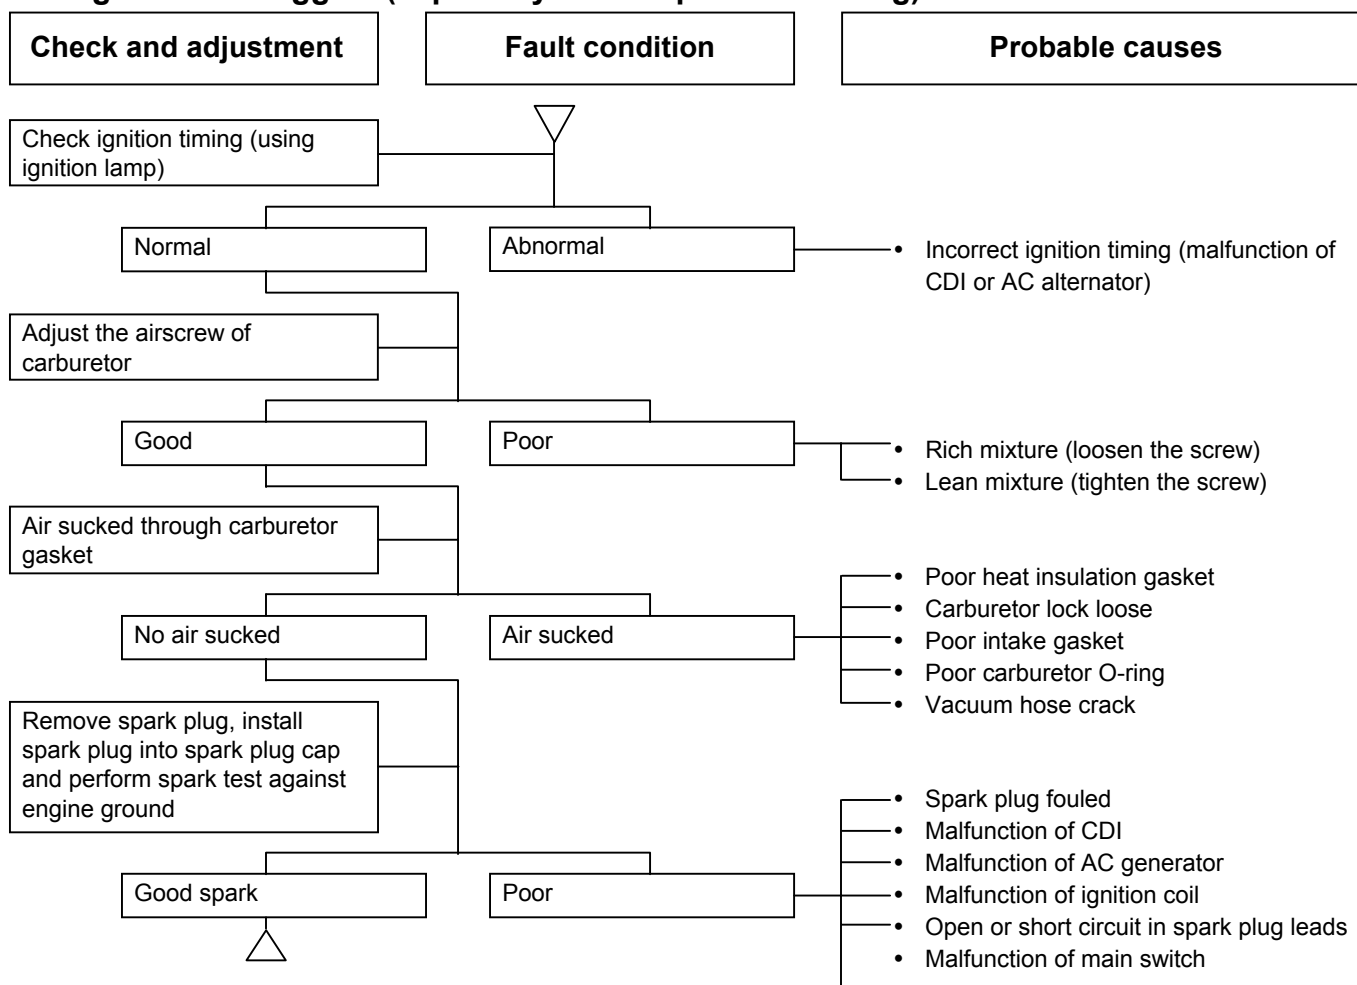 Check and adjustment
Fault condition
Probable causes
Check ignition timing (using
ignition lamp)
Normal
Abnormal
• Incorrect ignition timing (malfunction of
CDI or AC alternator)
Adjust the airscrew of
carburetor
Good
Poor
• Rich mixture (loosen the screw)
• Lean mixture (tighten the screw)
Air sucked through carburetor
gasket
No air sucked
Air sucked
• Poor heat insulation gasket
• Carburetor lock loose
• Poor intake gasket
• Poor carburetor O-ring
• Vacuum hose crack
Remove spark plug, install
spark plug into spark plug cap
and perform spark test against
engine ground
Good spark
Poor
• Spark plug fouled
• Malfunction of CDI
• Malfunction of AC generator
• Malfunction of ignition coil
• Open or short circuit in spark plug leads
• Malfunction of main switch